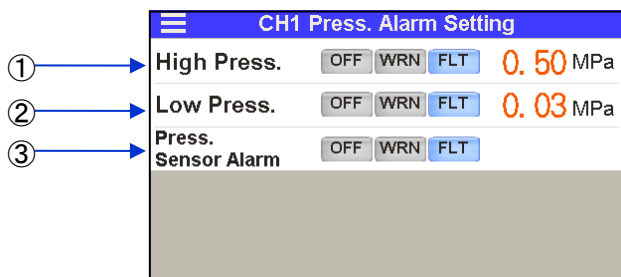 CH1 Press. Alarm Setting
① High Press. OFF WRN FLT 0.50 MPa
② Low Press. OFF WRN FLT 0.03 MPa
③ Press.
Sensor Alarm OFF WRN FLT